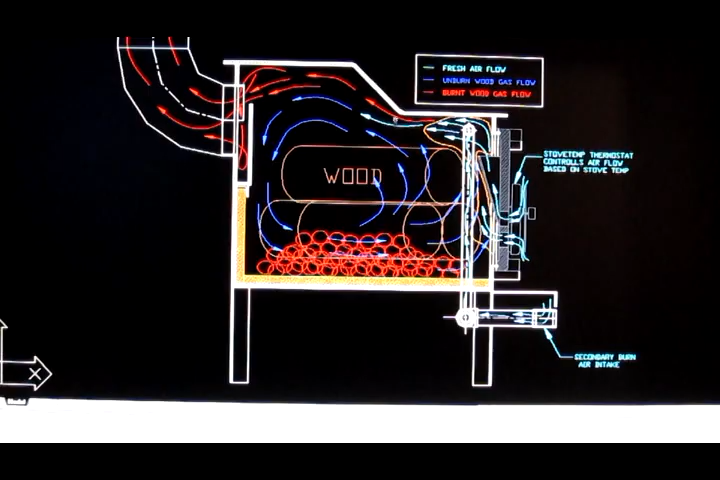 FRESH AIR FLOW
UNBURN WOOD GAS FLOW
BURNT WOOD GAS FLOW
STOVETEMP THERMOSTAT
CONTROLLS AIR FLOW
BASED ON STOVE TEMP
WOOD
SECONDARY BURN
AIR INTAKE
X